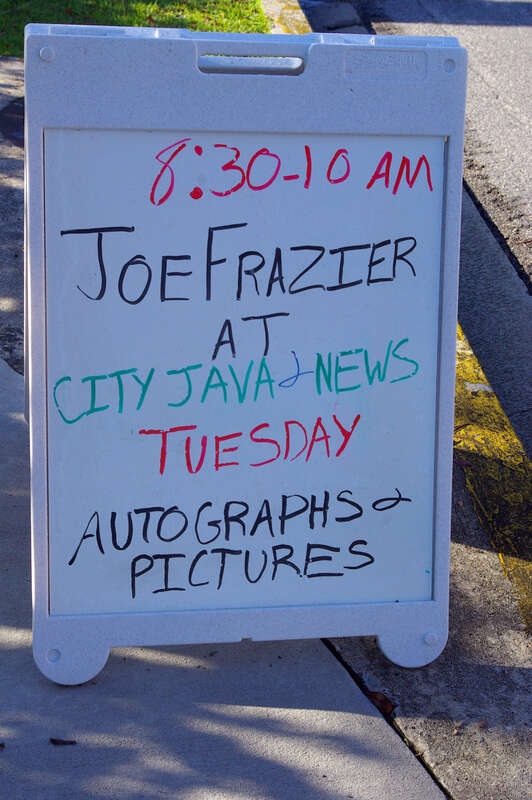 8:30-10 AM
JOE FRAZIER
AT
CITY JAVA & NEWS
TUESDAY
AUTOGRAPHS &
PICTURES